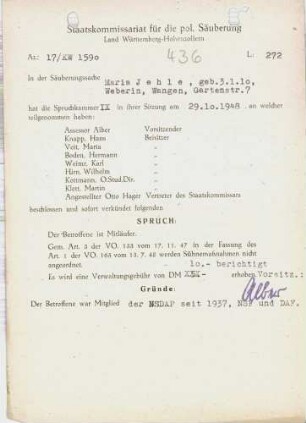 Staatskommissariat für die pol. Säuberung
Land Württemberg-Hohenzollern
Az: 17/KW 1590
436
L: 272
In der Säuberungssache
Maria Jehle, geb.3.1.10,
Weberin, Wangen, Gartenstr.7
hat die Spruchkammer IX in ihrer Sitzung am 29.10.1948, an welcher
teilgenommen haben:
Assessor Alber Vorsitzender
Knapp, Hans Beisitzer
Veit, Maria "
Boden, Hermann "
Weiner, Karl "
Härn, Wilhelm "
Kottmann, O.Stud.Dir. "
Klett, Martin "
Angestellter Otto Hager Vertreter des Staatskommissars
beschlossen und sofort verkündet folgenden
SPRUCH:
Der Betroffene ist Mitläufer.
Gem. Art. 3 der VO. 133 vom 17. 11. 47 in der Fassung des
Art. 1 der VO. 165 vom 13. 7. 48 werden Sühnemaßnahmen nicht
angeordnet.
10.- berichtigt
Es wird eine Verwaltungsgebühr von DM erhoben. Vorsitz.:
Alber
Gründe:
Der Betroffene war Mitglied der NSDAP seit 1937, NSF und DAF.